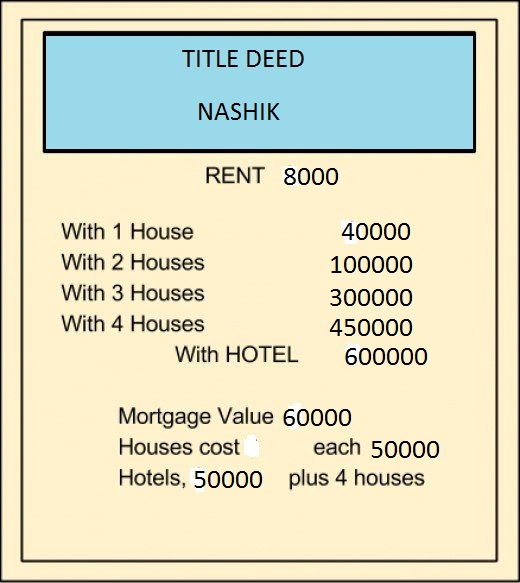 TITLE DEED
NASHIK
RENT 8000
With 1 House 40000
With 2 Houses 100000
With 3 Houses 300000
With 4 Houses 450000
With HOTEL 600000
Mortgage Value 60000
Houses cost each 50000
Hotels, 50000 plus 4 houses